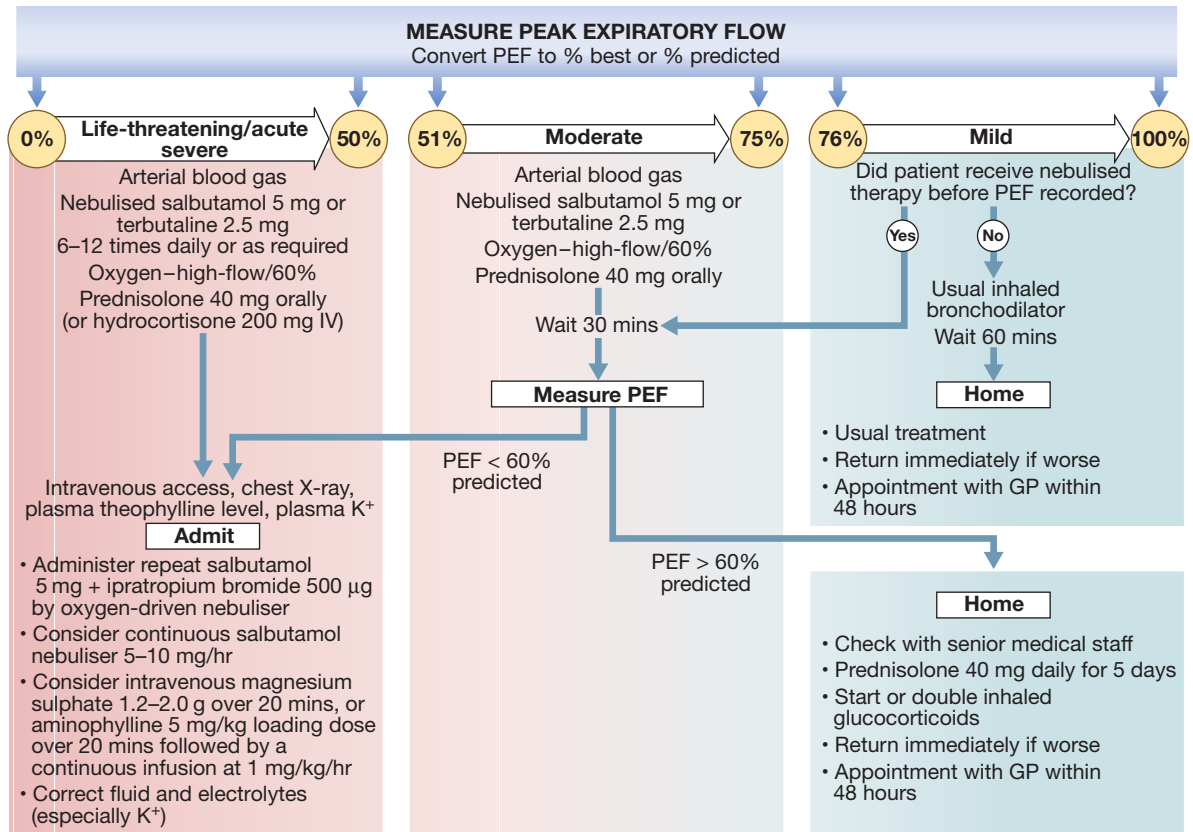 MEASURE PEAK EXPIRATORY FLOW
Convert PEF to % best or % predicted
0%
Life-threatening/acute
severe
50%
Arterial blood gas
Nebulised salbutamol 5 mg or
terbutaline 2.5 mg
6–12 times daily or as required
Oxygen–high-flow/60%
Prednisolone 40 mg orally
(or hydrocortisone 200 mg IV)
51%
Moderate
75%
Arterial blood gas
Nebulised salbutamol 5 mg or
terbutaline 2.5 mg
Oxygen–high-flow/60%
Prednisolone 40 mg orally
Wait 30 mins
Measure PEF
PEF < 60%
predicted
PEF > 60%
predicted
76%
Mild
100%
Did patient receive nebulised
therapy before PEF recorded?
Yes
No
Usual inhaled
bronchodilator
Wait 60 mins
Home
• Usual treatment
• Return immediately if worse
• Appointment with GP within
48 hours
Intravenous access, chest X-ray,
plasma theophylline level, plasma K⁺
Admit
• Administer repeat salbutamol
5 mg + ipratropium bromide 500 μg
by oxygen-driven nebuliser
• Consider continuous salbutamol
nebuliser 5–10 mg/hr
• Consider intravenous magnesium
sulphate 1.2–2.0 g over 20 mins, or
aminophylline 5 mg/kg loading dose
over 20 mins followed by a
continuous infusion at 1 mg/kg/hr
• Correct fluid and electrolytes
(especially K⁺)
Home
• Check with senior medical staff
• Prednisolone 40 mg daily for 5 days
• Start or double inhaled
glucocorticoids
• Return immediately if worse
• Appointment with GP within
48 hours